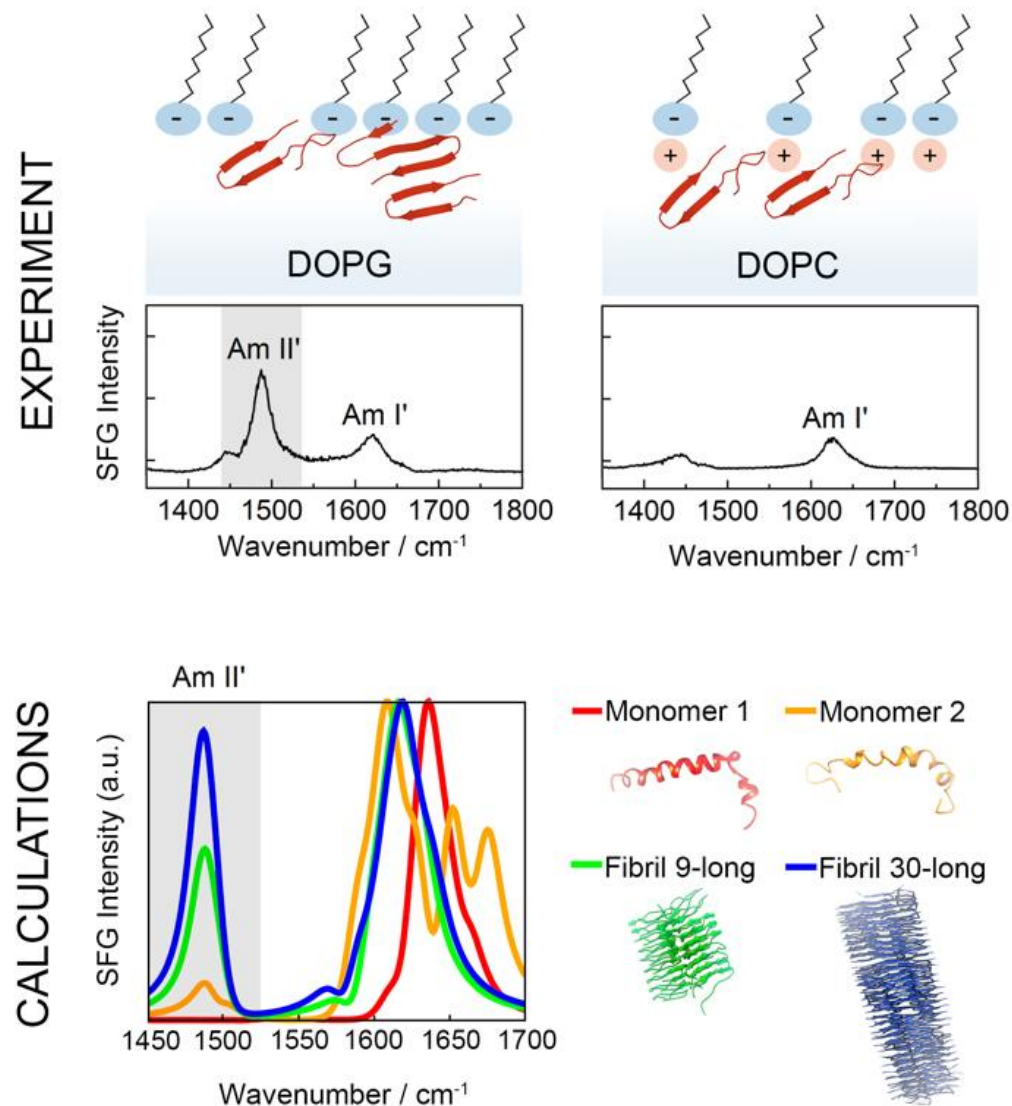 EXPERIMENT
- - - - - -
- - - -
+ + + +
DOPG
DOPC
SFG Intensity
Am II'
Am I'
1400 1500 1600 1700 1800
Wavenumber / cm⁻¹
Am I'
1400 1500 1600 1700 1800
Wavenumber / cm⁻¹
CALCULATIONS
Am II'
SFG Intensity (a.u.)
1450 1500 1550 1600 1650 1700
Wavenumber / cm⁻¹
Monomer 1
Monomer 2
Fibril 9-long
Fibril 30-long